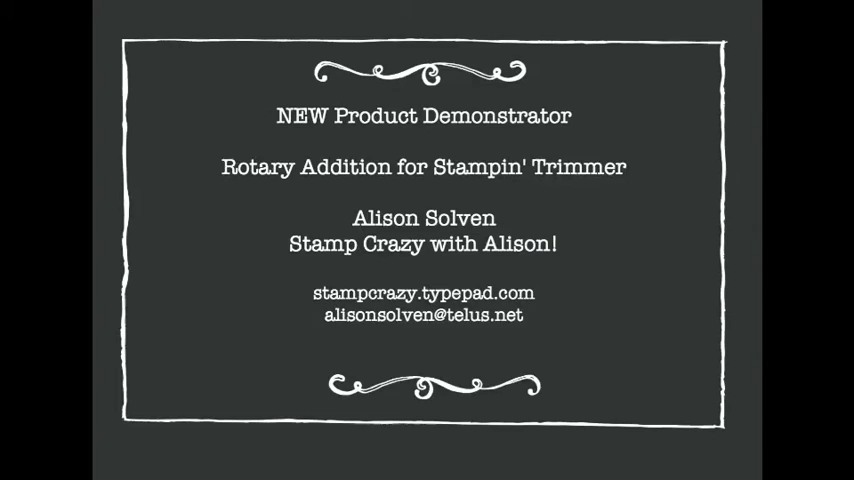 NEW Product Demonstrator
Rotary Addition for Stampin' Trimmer
Alison Solven
Stamp Crazy with Alison!
stampcrazy.typepad.com
alisonsolven@telus.net